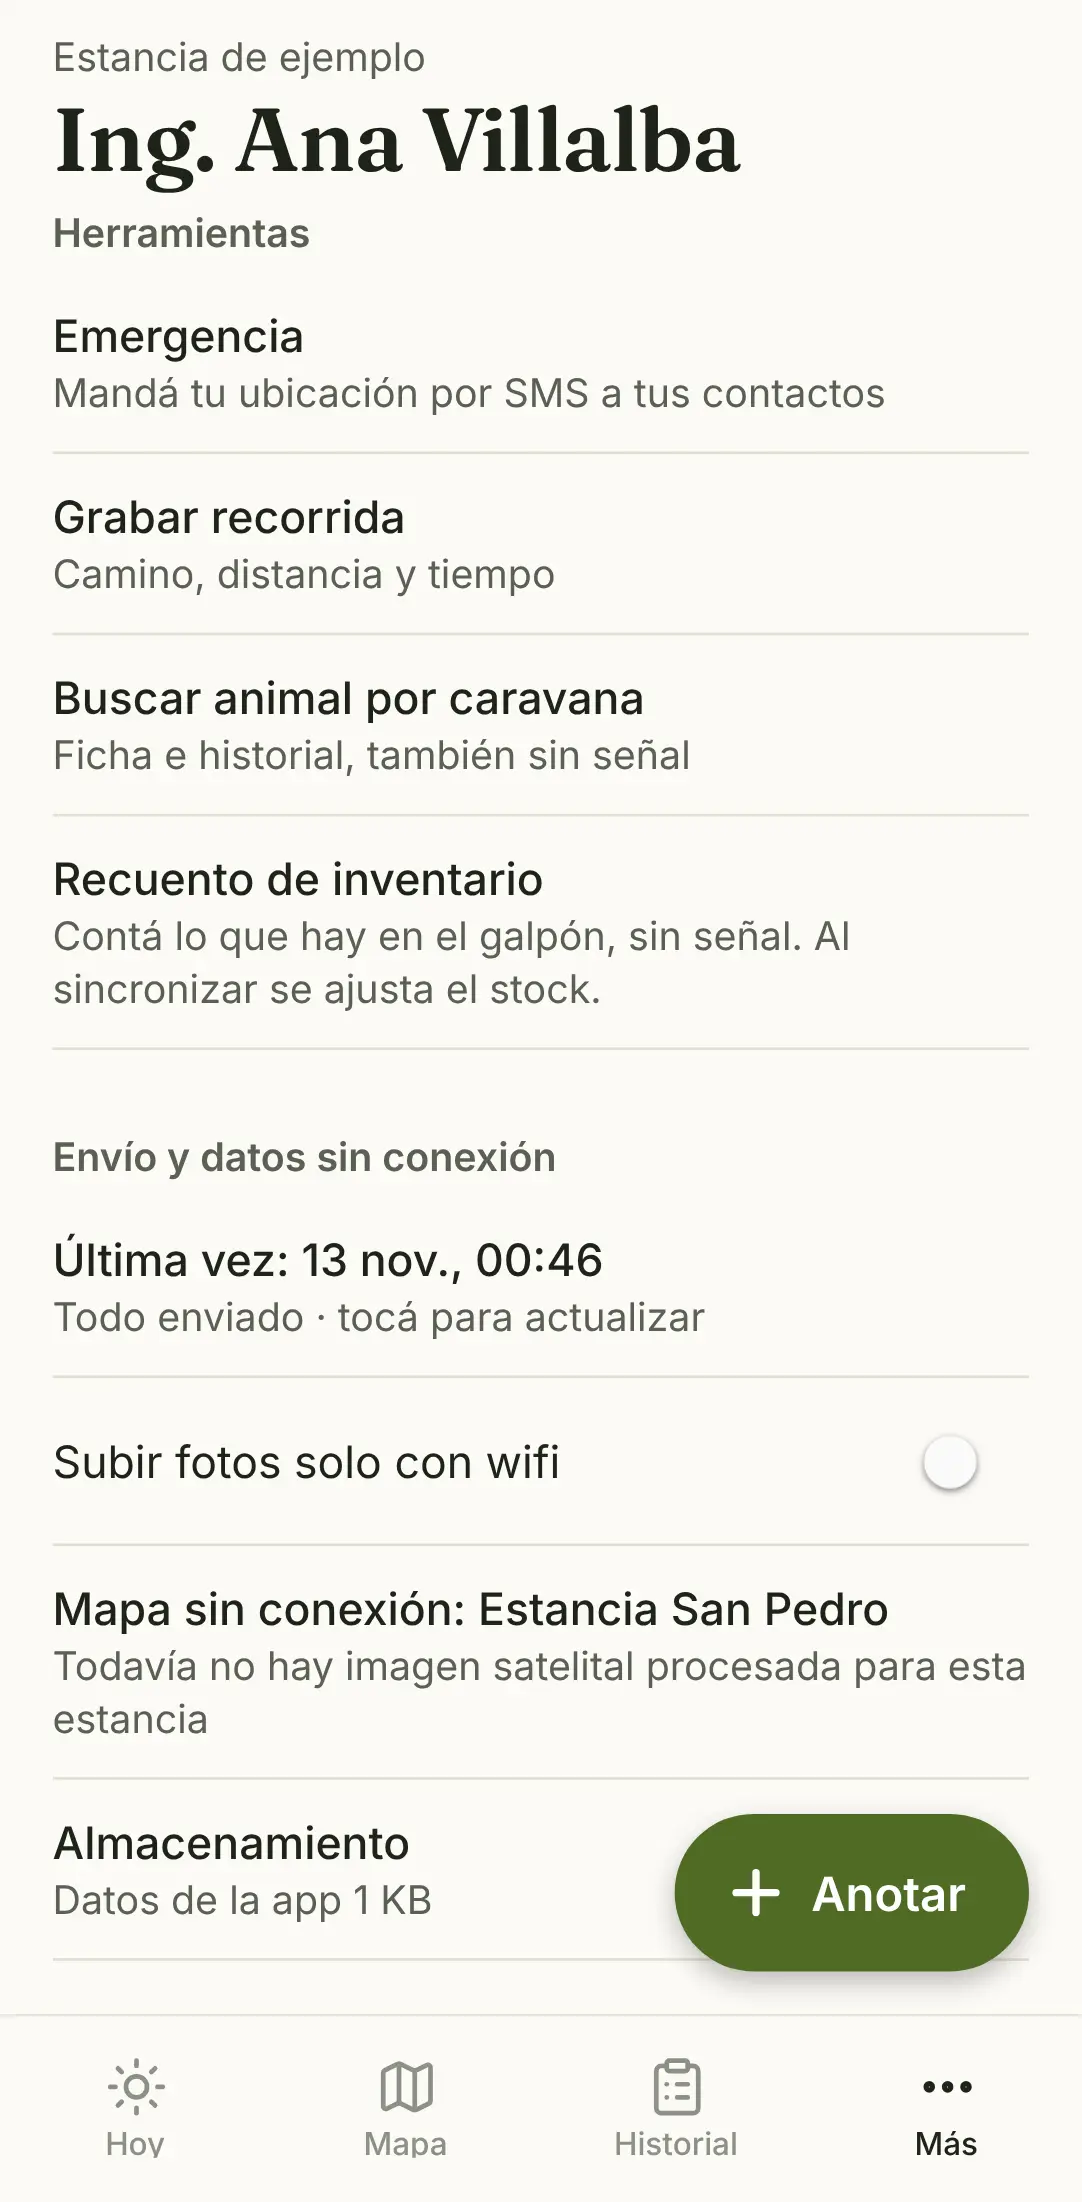 Estancia de ejemplo
Ing. Ana Villalba
Herramientas
Emergencia
Mandá tu ubicación por SMS a tus contactos
Grabar recorrida
Camino, distancia y tiempo
Buscar animal por caravana
Ficha e historial, también sin señal
Recuento de inventario
Contá lo que hay en el galpón, sin señal. Al
sincronizar se ajusta el stock.
Envío y datos sin conexión
Última vez: 13 nov., 00:46
Todo enviado · tocá para actualizar
Subir fotos solo con wifi
Mapa sin conexión: Estancia San Pedro
Todavía no hay imagen satelital procesada para esta
estancia
Almacenamiento
Datos de la app 1 KB
Anotar
Hoy
Mapa
Historial
Más